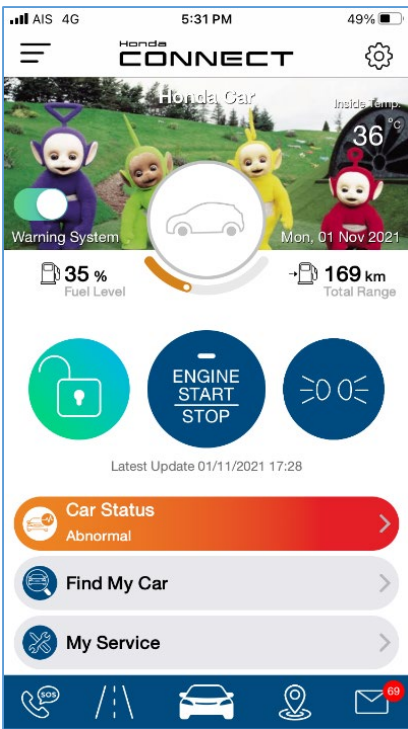 AIS 4G 5:31 PM 49%
Honda
CONNECT
Honda Car
Inside Temp.
36 °C
Warning System
Mon, 01 Nov 2021
35 %
Fuel Level
169 km
Total Range
ENGINE
START
STOP
Latest Update 01/11/2021 17:28
Car Status
Abnormal
Find My Car
My Service
SOS
69